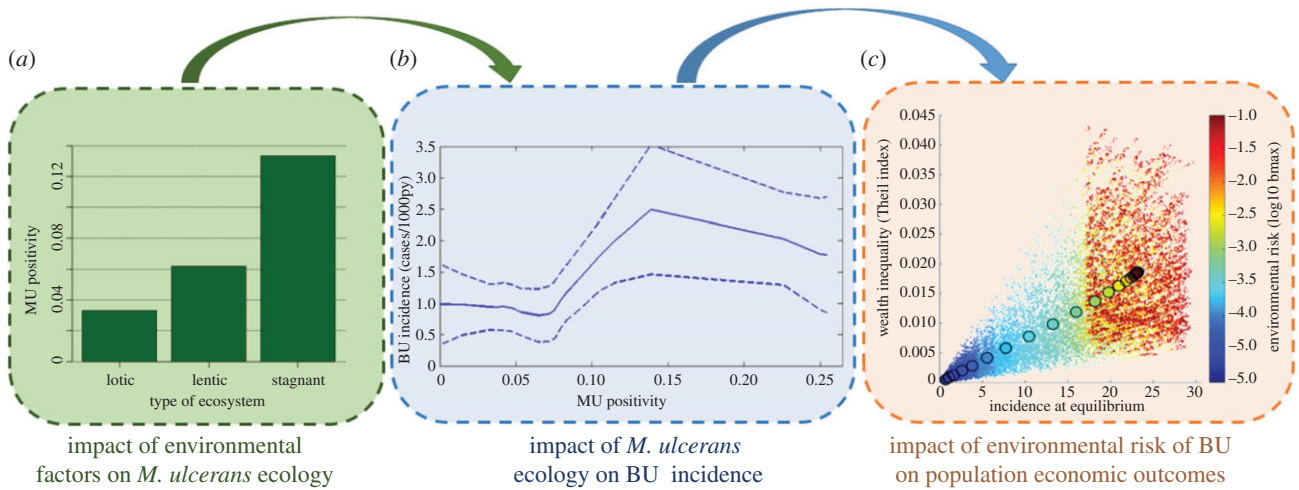 (a)
MU positivity
0.12
0.08
0.04
0
lotic lentic stagnant
type of ecosystem
impact of environmental
factors on M. ulcerans ecology
(b)
BU incidence (cases/1000py)
3.5
3.0
2.5
2.0
1.5
1.0
0.5
0
0 0.05 0.10 0.15 0.20 0.25
MU positivity
impact of M. ulcerans
ecology on BU incidence
(c)
wealth inequality (Theil index)
0.045
0.040
0.035
0.030
0.025
0.020
0.015
0.010
0.005
0
0 5 10 15 20 25 30
incidence at equilibrium
–1.0
–1.5
–2.0
–2.5
–3.0
–3.5
–4.0
–4.5
–5.0
environmental risk (log10 bmax)
impact of environmental risk of BU
on population economic outcomes